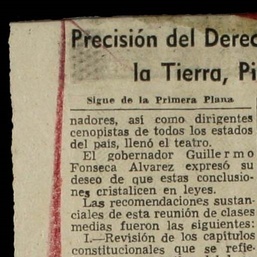 Precisión del Derec
la Tierra, Pi
Sigue de la Primera Plana
nadores, así como dirigentes
cenopistas de todos los estados
del país, llenó el teatro.
El gobernador Guillermo
Fonseca Alvarez expresó su
deseo de que estas conclusio-
nes cristalicen en leyes.
Las recomendaciones sustan-
ciales de esta reunión de clases
medias fueron las siguientes:
I.—Revisión de los capítulos
constitucionales que se refie-